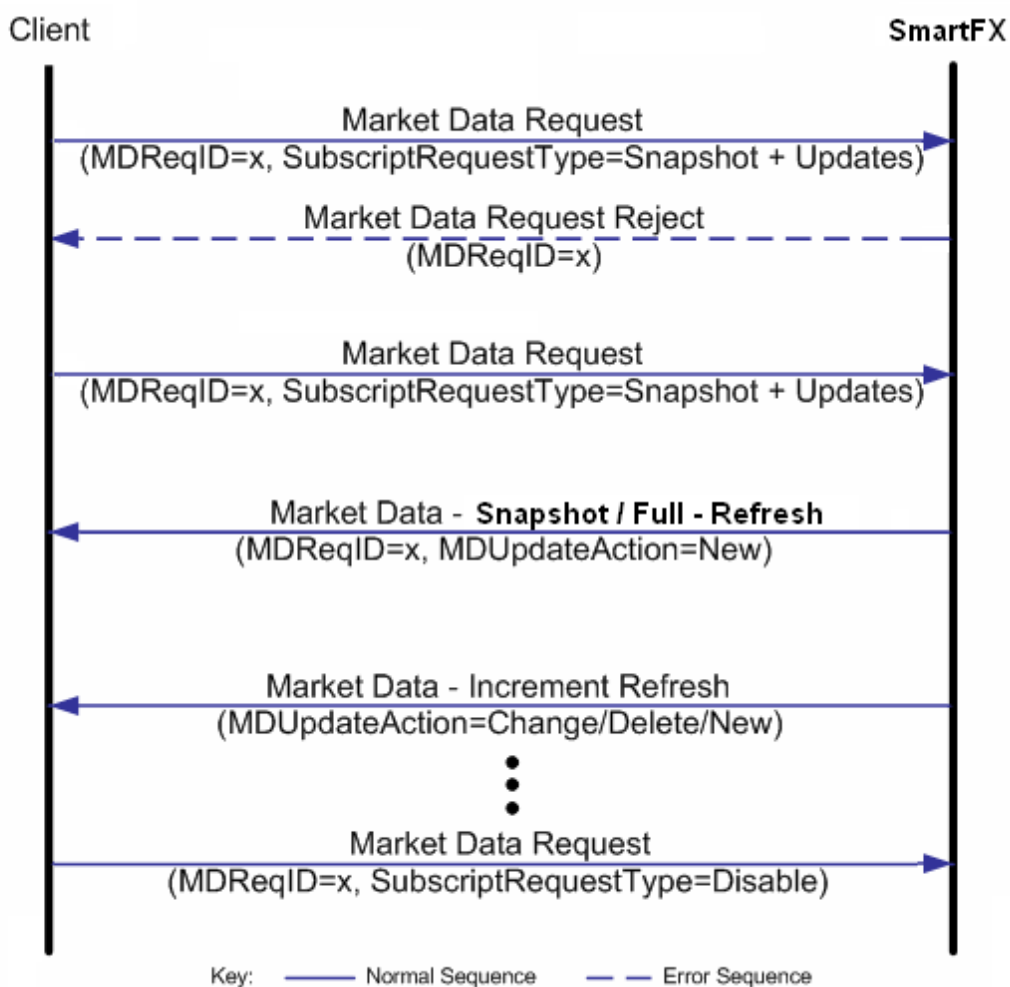 Client SmartFX
Market Data Request
(MDReqID=x, SubscriptRequestType=Snapshot + Updates)
Market Data Request Reject
(MDReqID=x)
Market Data Request
(MDReqID=x, SubscriptRequestType=Snapshot + Updates)
Market Data - Snapshot / Full - Refresh
(MDReqID=x, MDUpdateAction=New)
Market Data - Increment Refresh
(MDUpdateAction=Change/Delete/New)
Market Data Request
(MDReqID=x, SubscriptRequestType=Disable)
Key: Normal Sequence Error Sequence